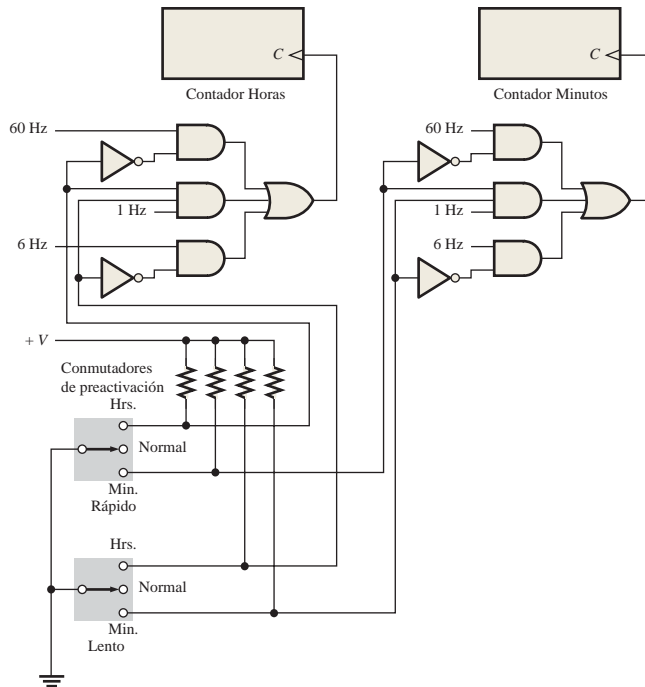 C
C
Contador Horas
Contador Minutos
60 Hz
60 Hz
1 Hz
1 Hz
6 Hz
6 Hz
+ V
Conmutadores
de preactivación
Hrs.
Normal
Min.
Rápido
Hrs.
Normal
Min.
Lento